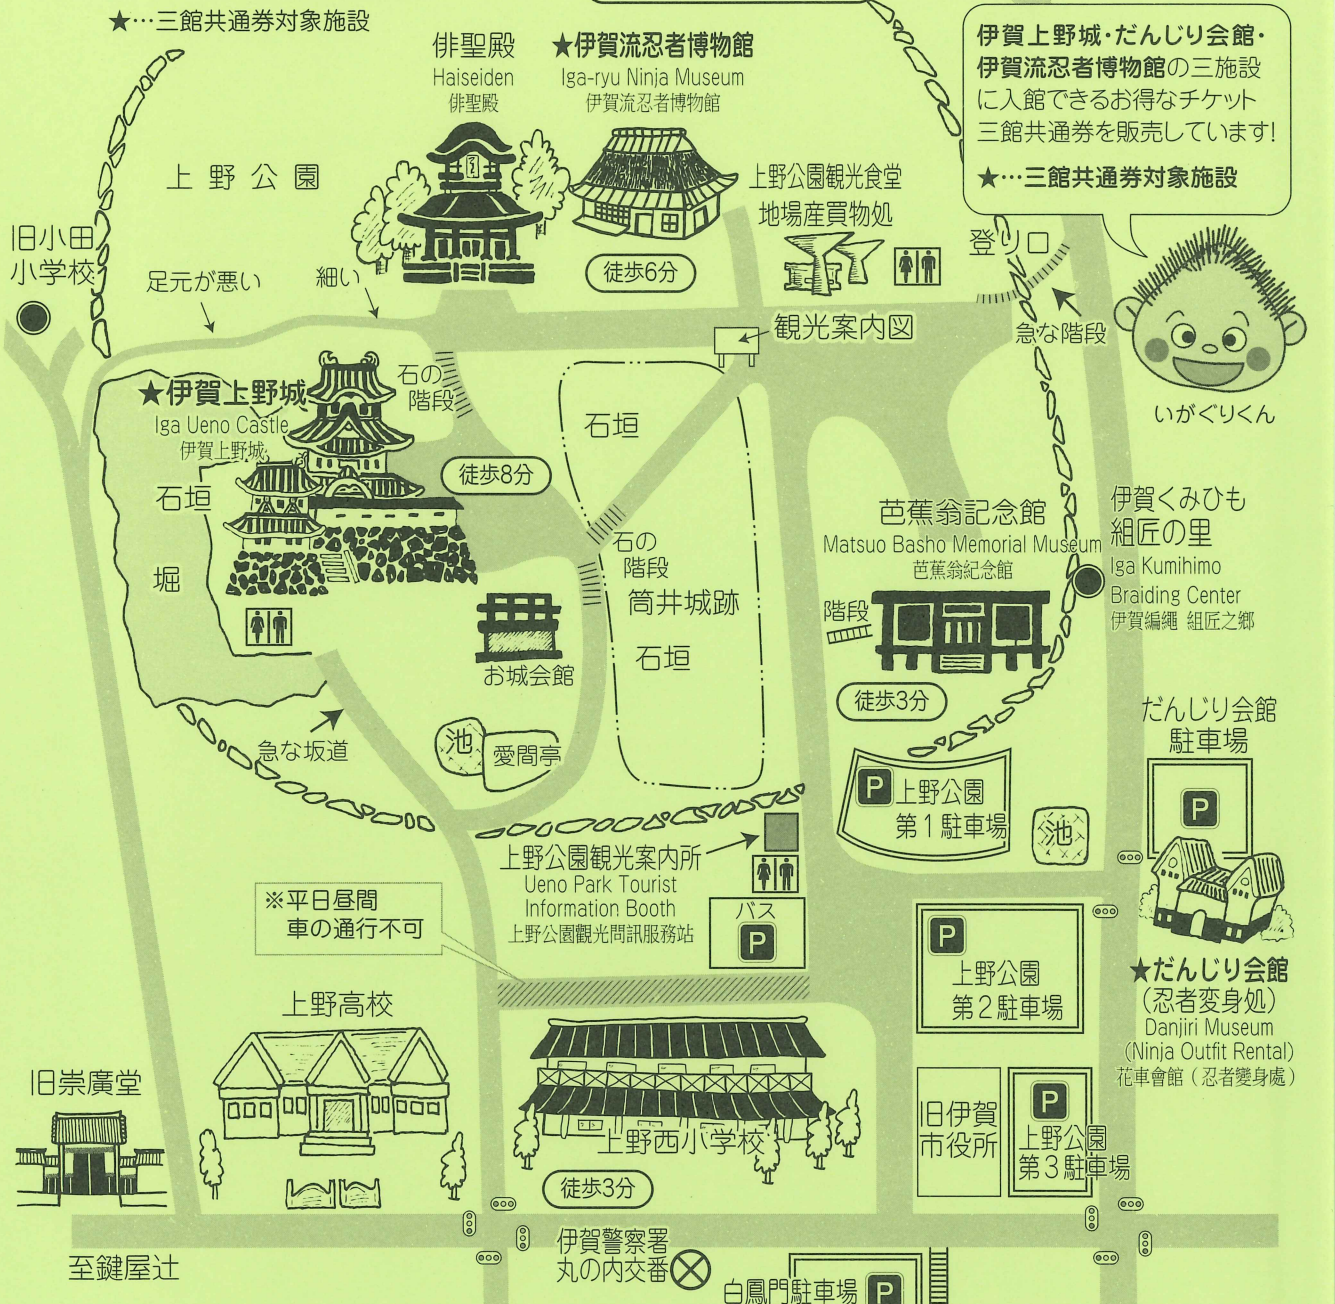 ★…三館共通券対象施設
俳聖殿
Haiseiden
俳聖殿
★伊賀流忍者博物館
Iga-ryu Ninja Museum
伊賀流忍者博物館
伊賀上野城・だんじり会館・
伊賀流忍者博物館の三施設
に入館できるお得なチケット
三館共通券を販売しています!
★…三館共通券対象施設
上野公園
上野公園観光食堂
地場産買物処
旧小田
小学校
足元が悪い
細い
徒歩6分
登り口
急な階段
観光案内図
いがぐりくん
★伊賀上野城
Iga Ueno Castle
伊賀上野城
石の
階段
石垣
徒歩8分
石垣
堀
石の
階段
筒井城跡
石垣
芭蕉翁記念館
Matsuo Basho Memorial Museum
芭蕉翁紀念館
階段
徒歩3分
伊賀くみひも
組匠の里
Iga Kumihimo
Braiding Center
伊賀編繩 組匠之郷
お城会館
急な坂道
池
愛間亭
だんじり会館
駐車場
P
P
上野公園
第1駐車場
池
上野公園観光案内所
Ueno Park Tourist
Information Booth
上野公園觀光問訊服務站
バス
P
※平日昼間
車の通行不可
P
上野公園
第2駐車場
★だんじり会館
(忍者変身処)
Danjiri Museum
(Ninja Outfit Rental)
花車會館(忍者變身處)
上野高校
旧崇廣堂
上野西小学校
徒歩3分
旧伊賀
市役所
P
上野公園
第3駐車場
至鍵屋辻
伊賀警察署
丸の内交番
白鳳門駐車場
P